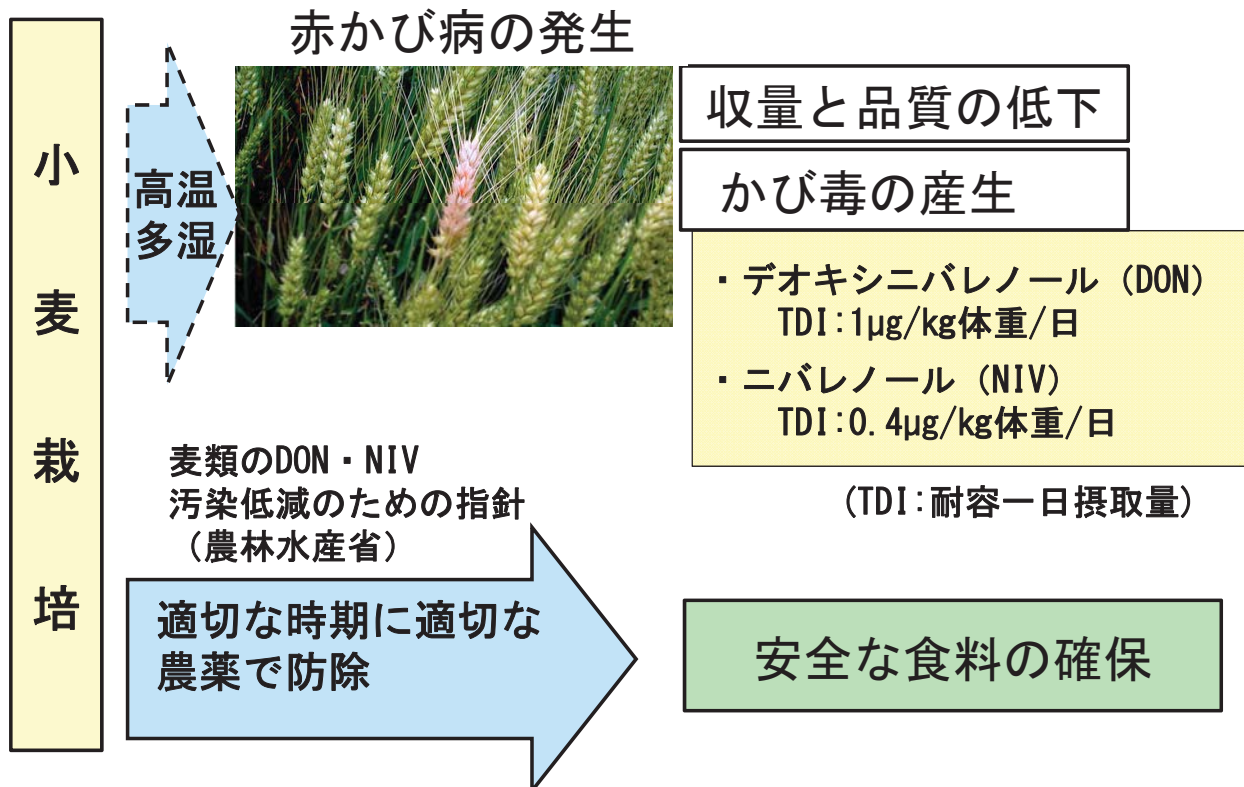 小麦栽培
赤かび病の発生
高温
多湿
収量と品質の低下
かび毒の産生
・デオキシニバレノール (DON)
TDI:1μg/kg体重/日
・ニバレノール (NIV)
TDI:0.4μg/kg体重/日
(TDI:耐容一日摂取量)
麦類のDON・NIV
汚染低減のための指針
(農林水産省)
適切な時期に適切な
農薬で防除
安全な食料の確保